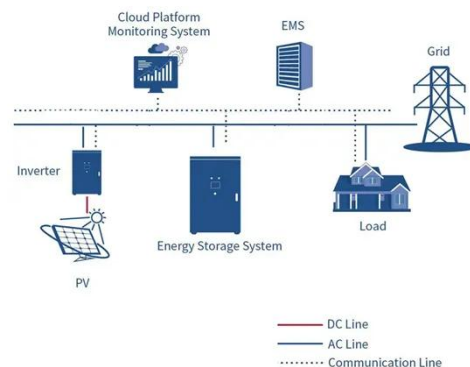 Cloud Platform
Monitoring System
EMS
Grid
Inverter
Energy Storage System
Load
PV
DC Line
AC Line
Communication Line